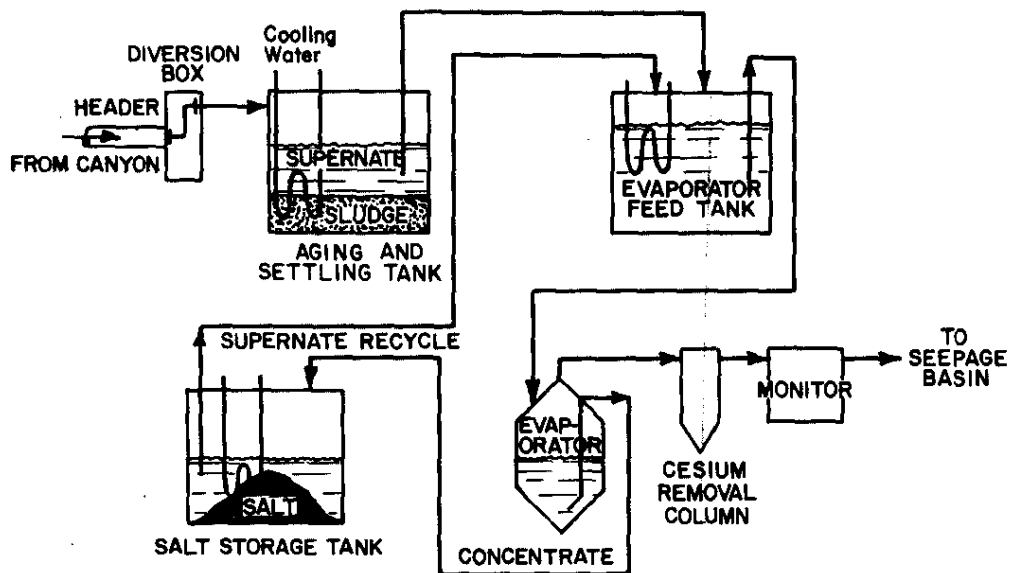 Cooling
Water
DIVERSION
BOX
HEADER
FROM CANYON
SUPERNATE
SLUDGE
AGING AND
SETTLING TANK
EVAPORATOR
FEED TANK
SUPERNATE RECYCLE
SALT
SALT STORAGE TANK
EVAP-
ORATOR
CONCENTRATE
CESIUM
REMOVAL
COLUMN
MONITOR
TO
SEEPAGE
BASIN